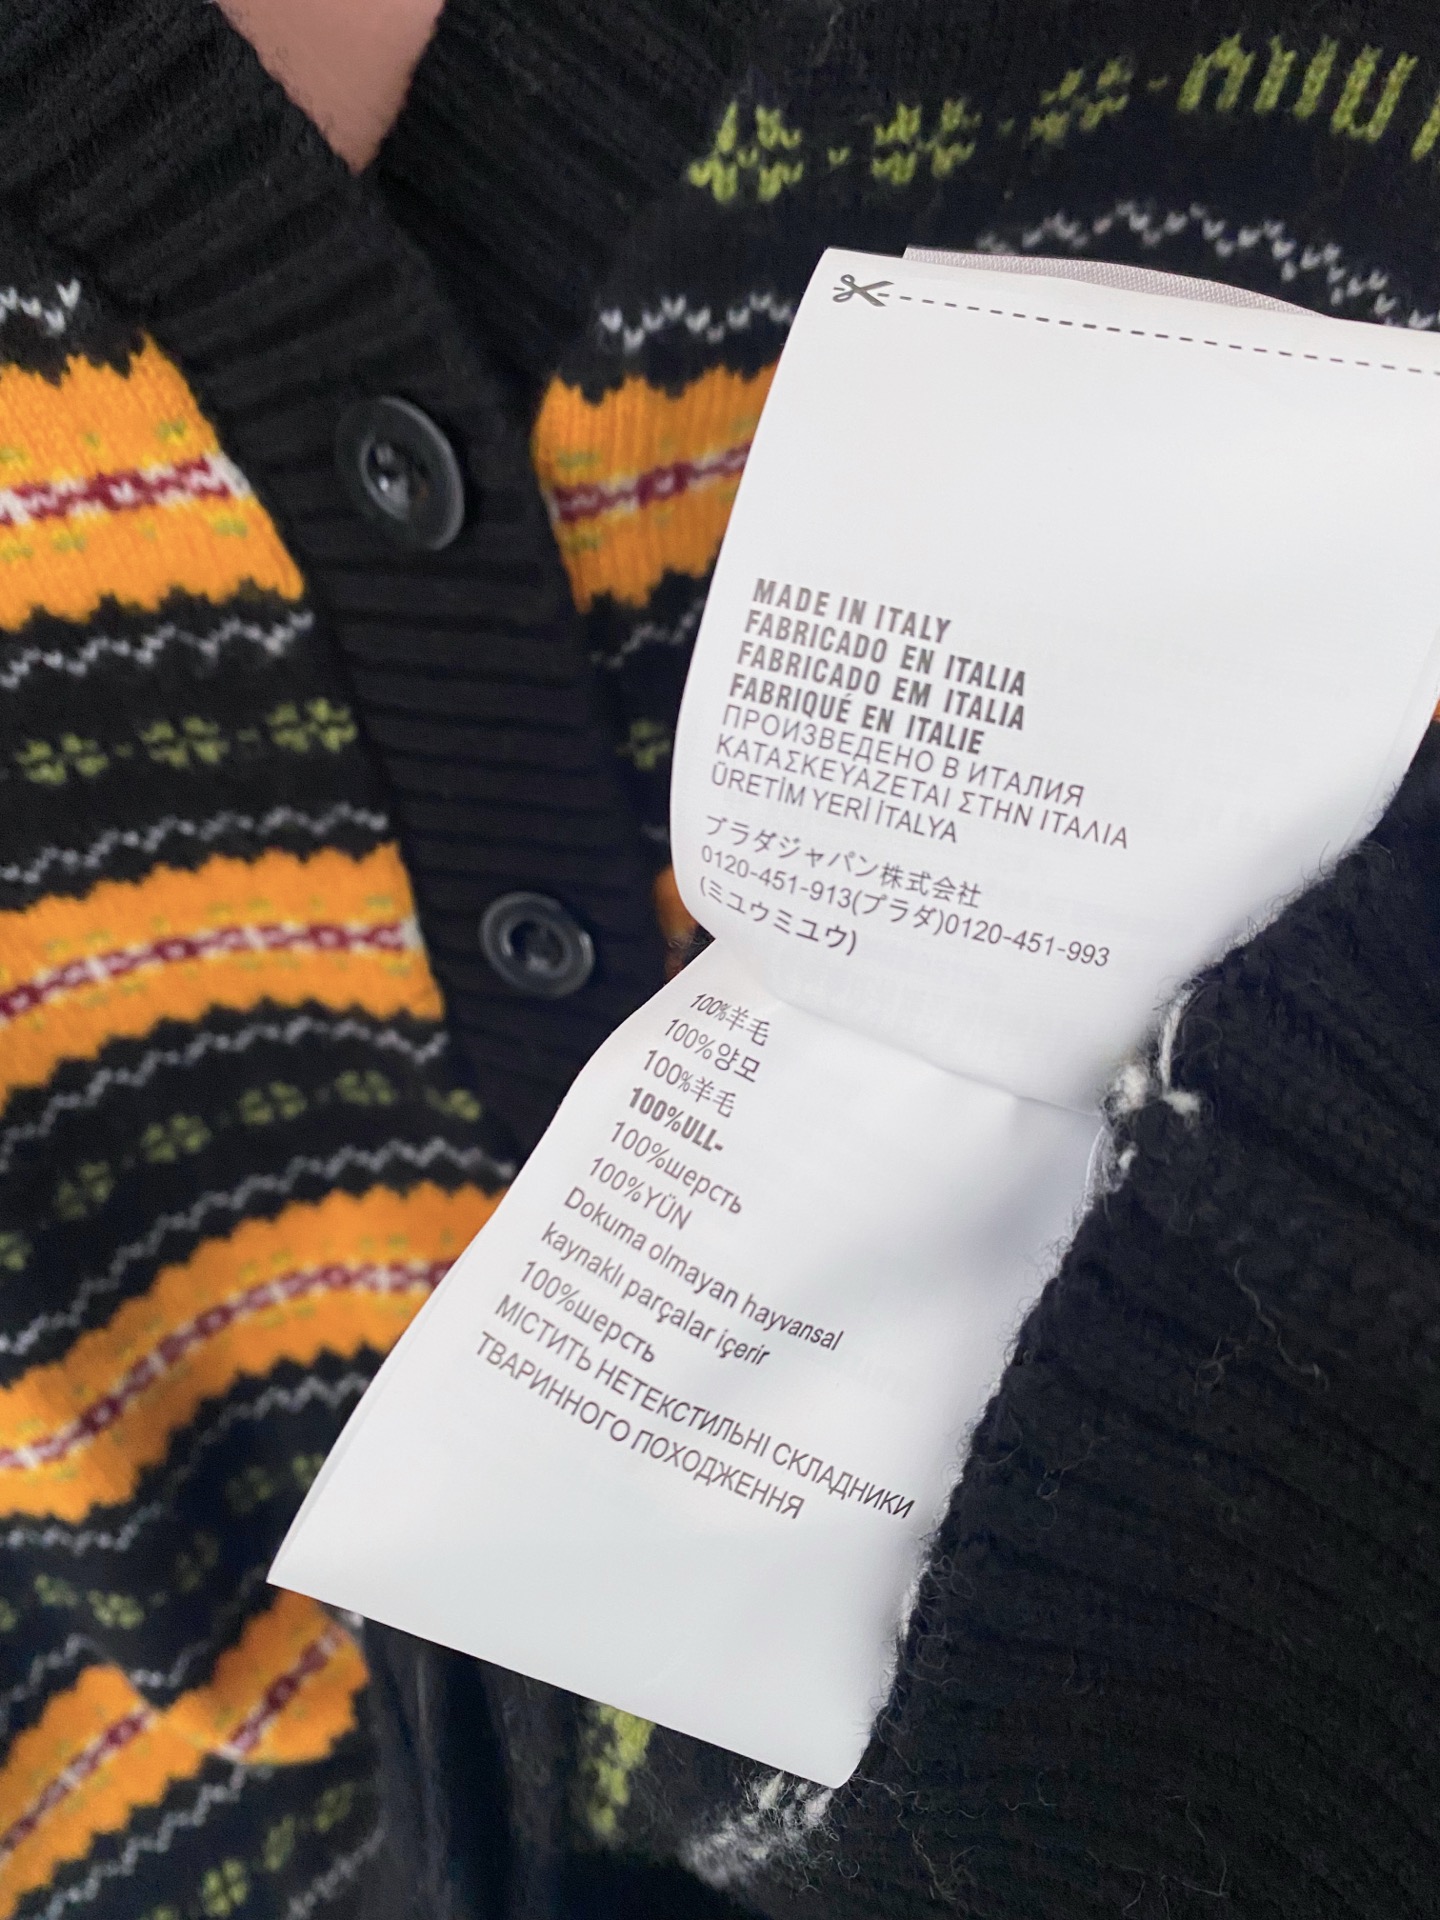 MIU
MADE IN ITALY
FABRICADO EN ITALIA
FABRICADO EM ITALIA
FABRIQUÉ EN ITALIE
ПРОИЗВЕДЕНО В ИТАЛИЯ
ΚΑΤΑΣΚΕΥΑΖΕΤΑΙ ΣΤΗΝ ΙΤΑΛΙΑ
ÜRETİM YERİ İTALYA
プラダジャパン株式会社
0120-451-913(プラダ)0120-451-993
(ミユウミユウ)
100%羊毛
100%양모
100%羊毛
100%ULL-
100%шерсть
100%YÜN
Dokuma olmayan hayvansal
kaynaklı parçalar içerir
100%шерсть
МІСТИТЬ НЕТЕКСТИЛЬНІ СКЛАДНИКИ
ТВАРИННОГО ПОХОДЖЕННЯ